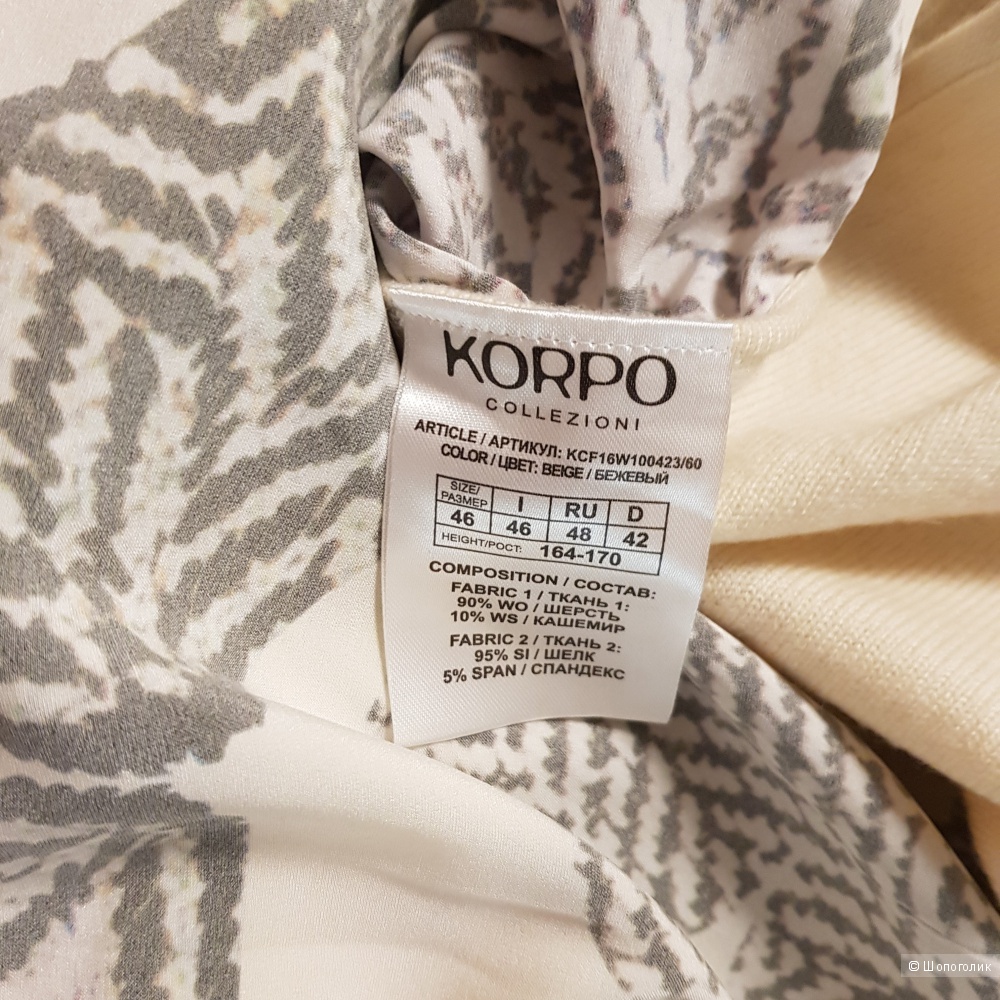 KORPO
COLLEZIONI
ARTICLE / АРТИКУЛ: KCF16W100423/60
COLOR / ЦВЕТ: BEIGE / БЕЖЕВЫЙ
SIZE/ РАЗМЕР I RU D
46 46 48 42
HEIGHT/РОСТ: 164-170
COMPOSITION / СОСТАВ:
FABRIC 1 / ТКАНЬ 1:
90% WO / ШЕРСТЬ
10% WS / КАШЕМИР
FABRIC 2 / ТКАНЬ 2:
95% SI / ШЕЛК
5% SPAN / СПАНДЕКС
© Шопоголик